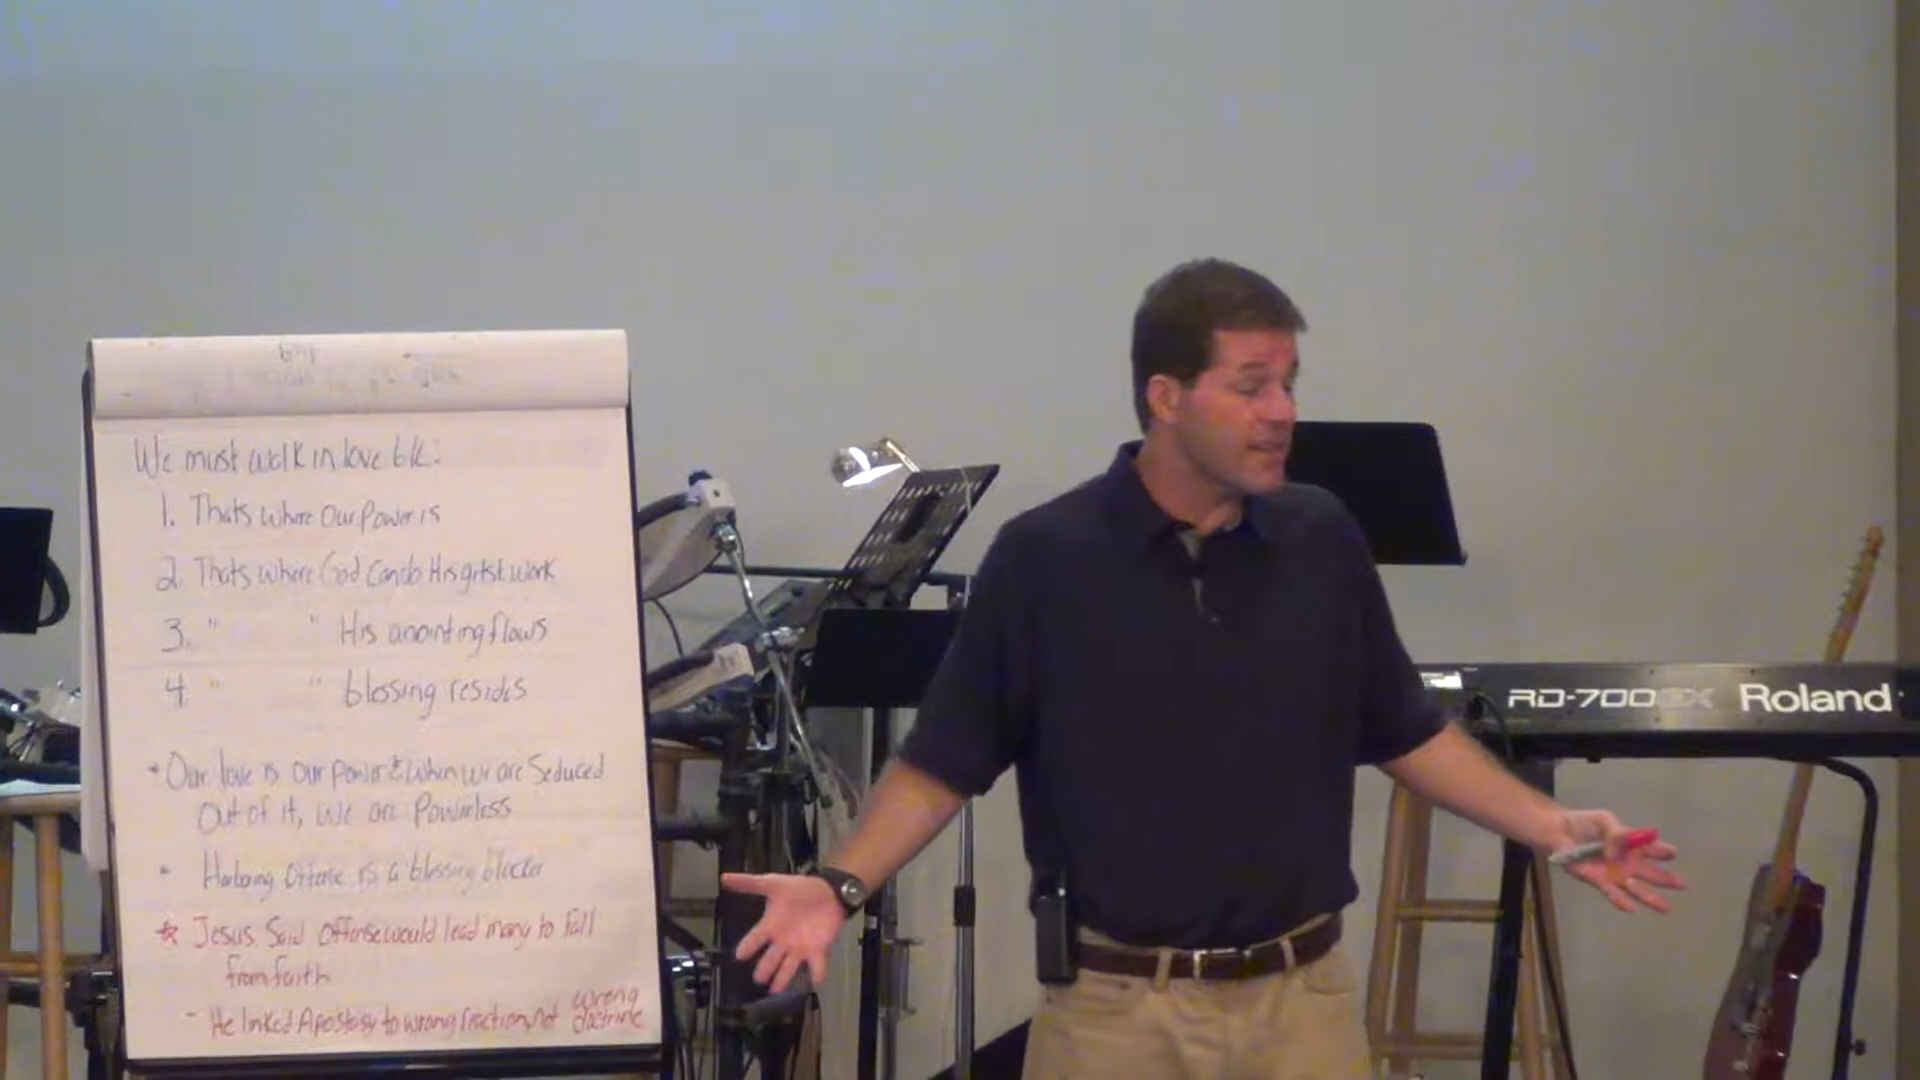 We must walk in love b/c:
1. Thats where Our Power is
2. Thats where God Can do His grtst. work
3. " " His anointing flows
4. " " blessing resides
* Our love is our power & when we are Seduced
Out of it, we are Powerless
* Harboring Offense is a blessing blocker
* Jesus Said offense would lead many to fall
from faith
- He linked Apostasy to wrong reaction, not wrong
doctrine
RD-700GX Roland